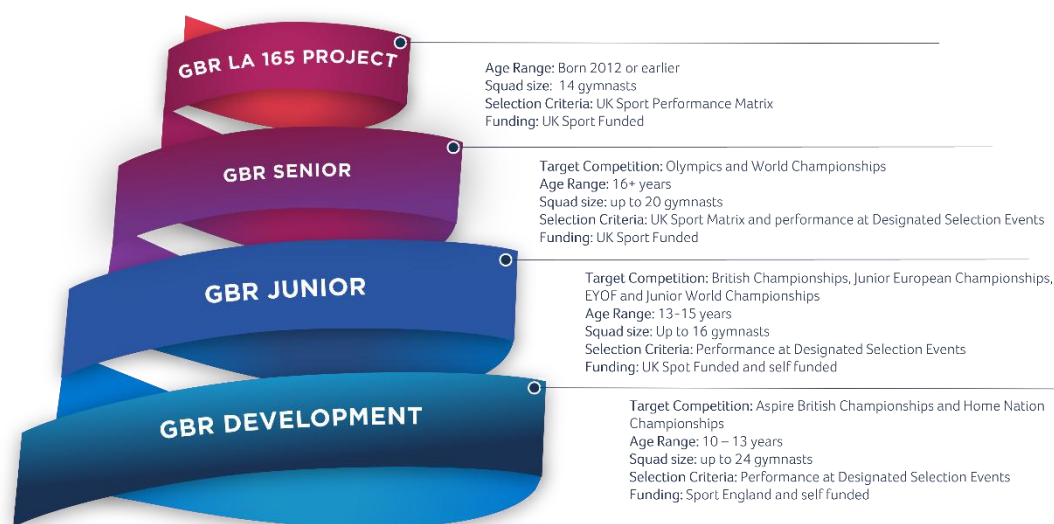 GBR LA 165 PROJECT
Age Range: Born 2012 or earlier
Squad size: 14 gymnasts
Selection Criteria: UK Sport Performance Matrix
Funding: UK Sport Funded
GBR SENIOR
Target Competition: Olympics and World Championships
Age Range: 16+ years
Squad size: up to 20 gymnasts
Selection Criteria: UK Sport Matrix and performance at Designated Selection Events
Funding: UK Sport Funded
GBR JUNIOR
Target Competition: British Championships, Junior European Championships,
EYOF and Junior World Championships
Age Range: 13-15 years
Squad size: Up to 16 gymnasts
Selection Criteria: Performance at Designated Selection Events
Funding: UK Spot Funded and self funded
GBR DEVELOPMENT
Target Competition: Aspire British Championships and Home Nation
Championships
Age Range: 10 – 13 years
Squad size: up to 24 gymnasts
Selection Criteria: Performance at Designated Selection Events
Funding: Sport England and self funded